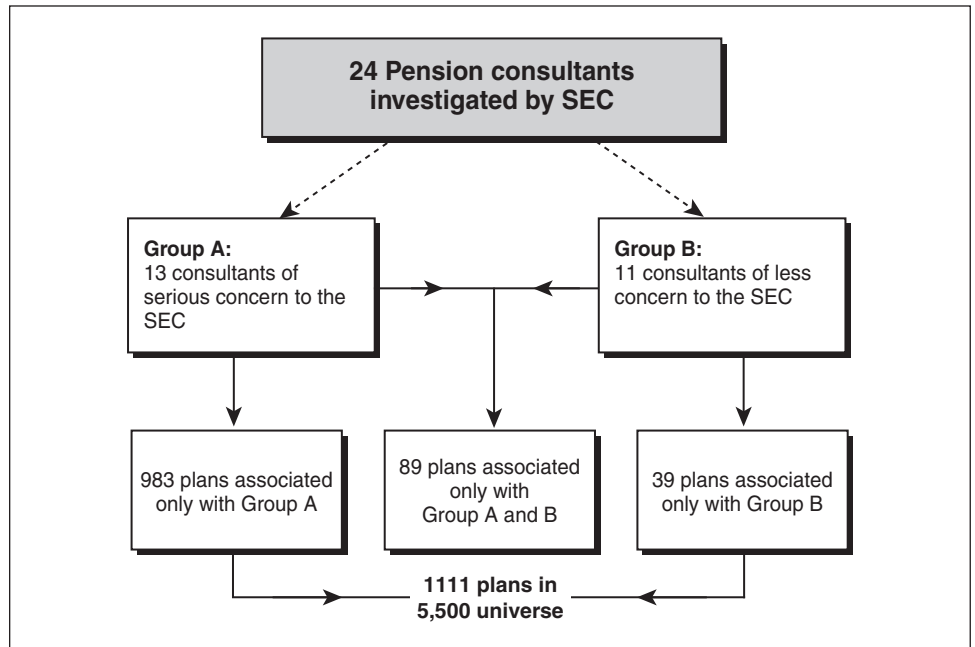 24 Pension consultants
investigated by SEC
Group A:
13 consultants of
serious concern to the
SEC
Group B:
11 consultants of less
concern to the SEC
983 plans associated
only with Group A
89 plans associated
only with
Group A and B
39 plans associated
only with Group B
1111 plans in
5,500 universe